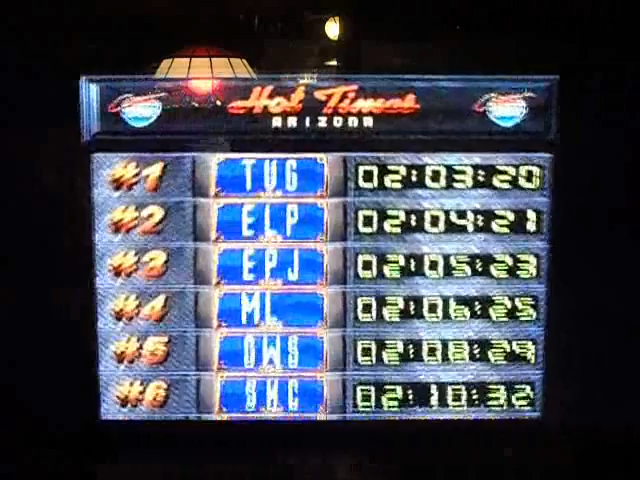 Hot Times
ARIZONA
#1 TUG 02:03:20
#2 ELP 02:04:21
#3 EPJ 02:05:23
#4 ML 02:06:25
#5 02:08:29
#6 02:10:32